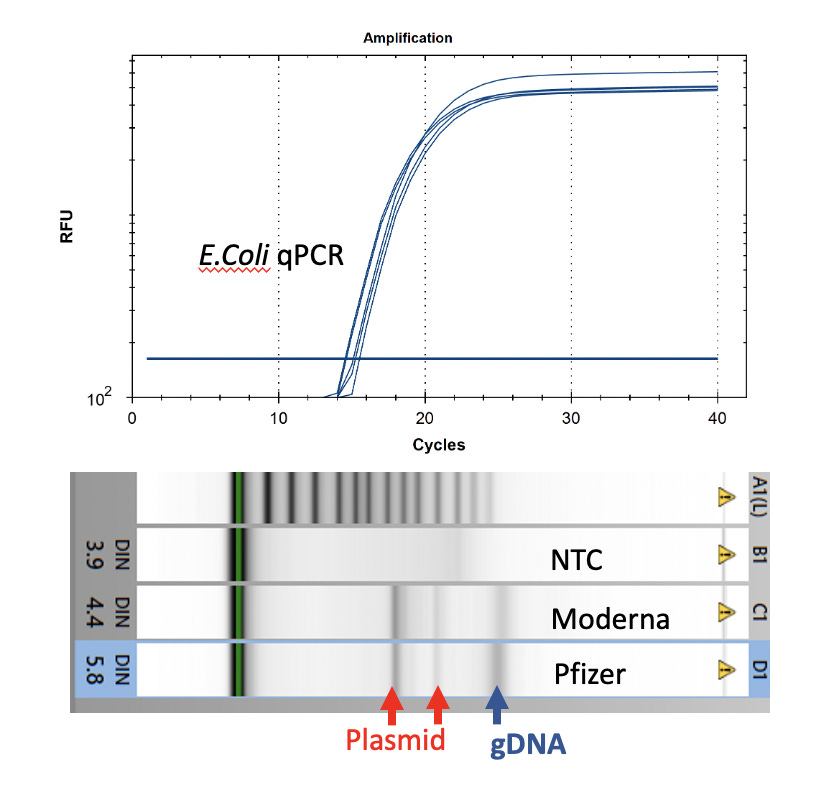 Amplification
RFU
E.Coli qPCR
10²
0 10 20 30 40
Cycles
A1(L)
3.9 DIN NTC B1
4.4 DIN Moderna C1
5.8 DIN Pfizer D1
Plasmid gDNA